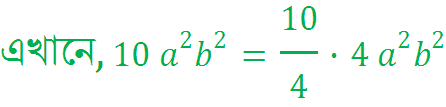 এখানে, 10 a²b² = 10/4 · 4 a²b²